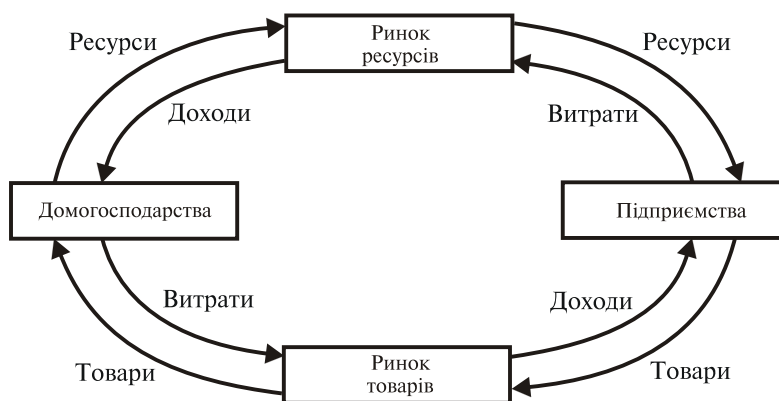 Ресурси
Ринок
ресурсів
Ресурси
Доходи
Витрати
Домогосподарства
Підприємства
Витрати
Доходи
Товари
Ринок
товарів
Товари